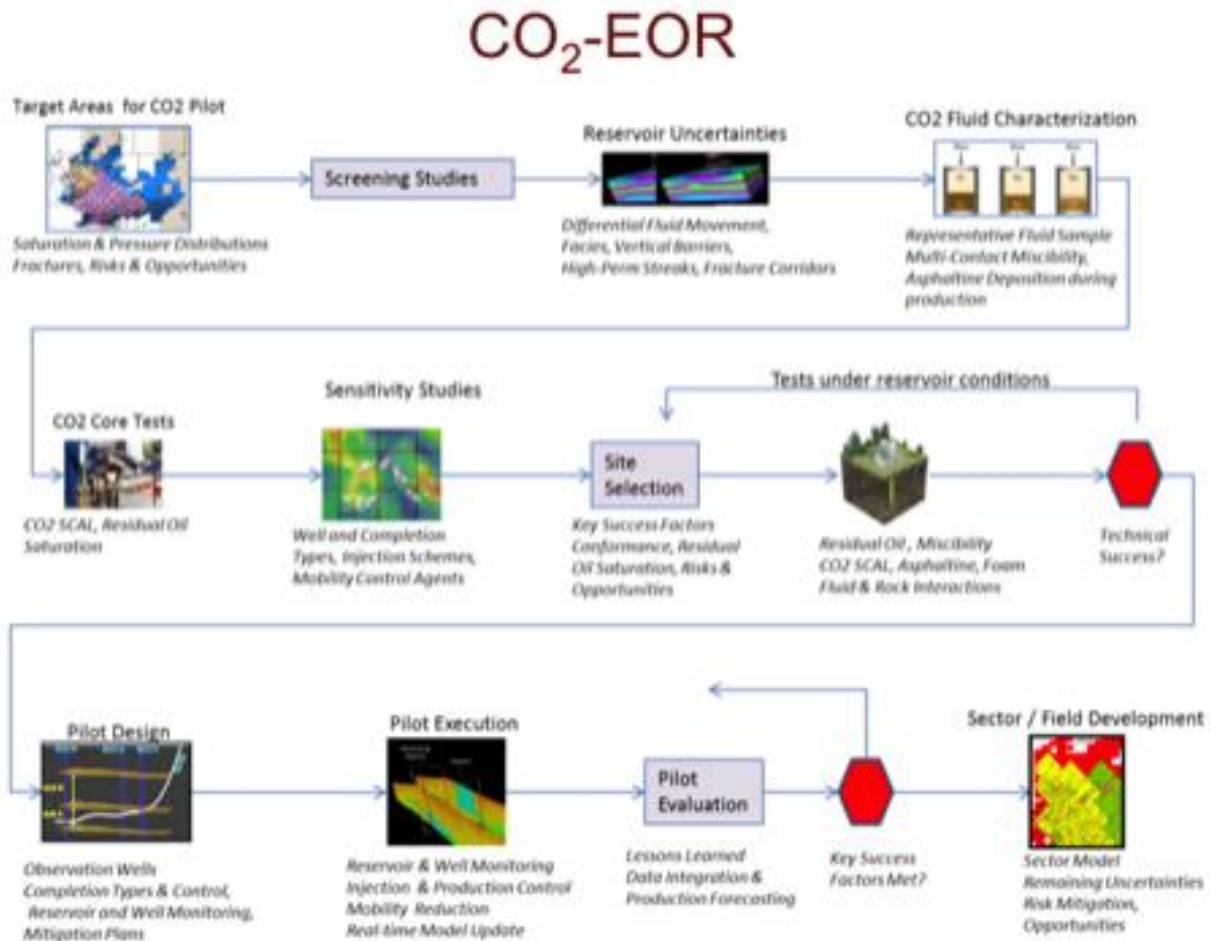 CO2-EOR
Target Areas for CO2 Pilot
Saturation & Pressure Distributions
Fractures, Risks & Opportunities
Screening Studies
Reservoir Uncertainties
Differential Fluid Movement,
Facies, Vertical Barriers,
High-Perm Streaks, Fracture Corridors
CO2 Fluid Characterization
Representative Fluid Sample
Multi-Contact Miscibility,
Asphaltine Deposition during
production
CO2 Core Tests
CO2 SCAL, Residual Oil
Saturation
Sensitivity Studies
Well and Completion
Types, Injection Schemes,
Mobility Control Agents
Tests under reservoir conditions
Site
Selection
Key Success Factors
Conformance, Residual
Oil Saturation, Risks &
Opportunities
Residual Oil , Miscibility
CO2 SCAL, Asphaltine, Foam
Fluid & Rock Interactions
Technical
Success?
Pilot Design
Observation Wells
Completion Types & Control,
Reservoir and Well Monitoring,
Mitigation Plans
Pilot Execution
Reservoir & Well Monitoring
Injection & Production Control
Mobility Reduction
Real-time Model Update
Pilot
Evaluation
Lessons Learned
Data Integration &
Production Forecasting
Key Success
Factors Met?
Sector / Field Development
Sector Model
Remaining Uncertainties
Risk Mitigation,
Opportunities